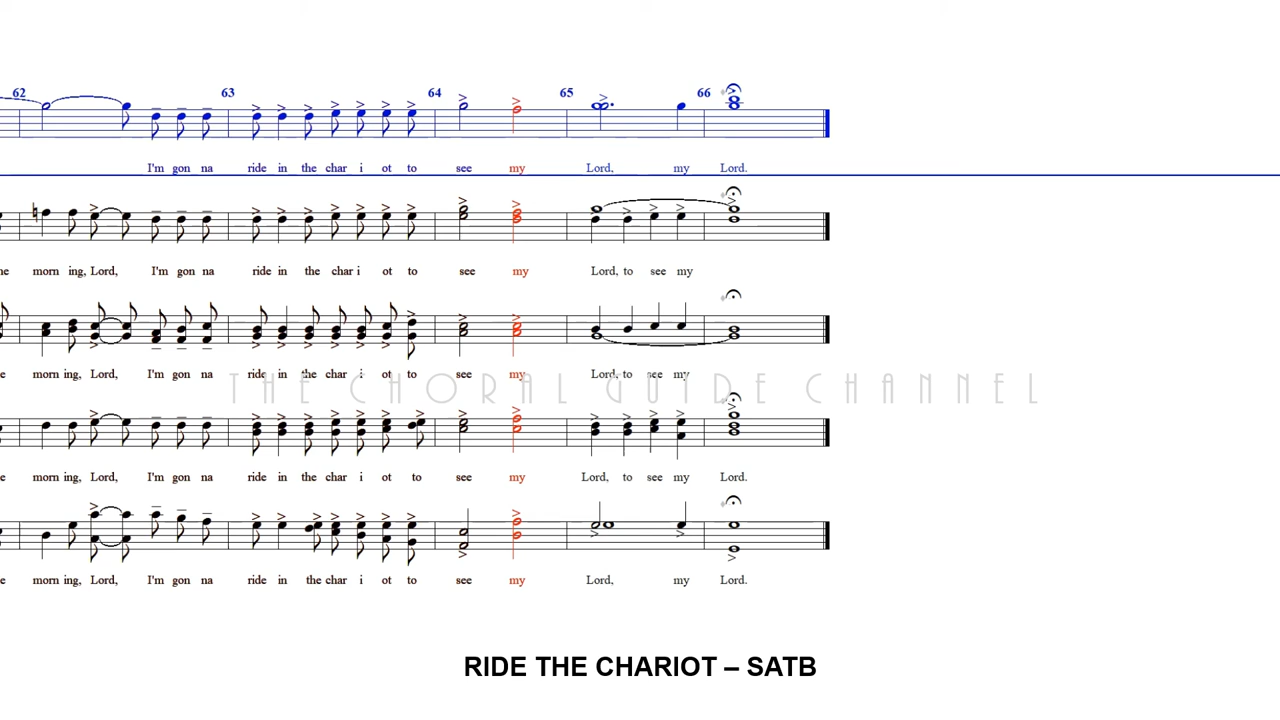 62 63 64 65 66
I'm gon na ride in the char i ot to see my Lord, my Lord.
ne morn ing, Lord, I'm gon na ride in the char i ot to see my Lord, to see my
e morn ing, Lord, I'm gon na ride in the char i ot to see my Lord, to see my
THE CHORAL GUIDE CHANNEL
e morn ing, Lord, I'm gon na ride in the char i ot to see my Lord, to see my Lord.
e morn ing, Lord, I'm gon na ride in the char i ot to see my Lord, my Lord.
RIDE THE CHARIOT – SATB